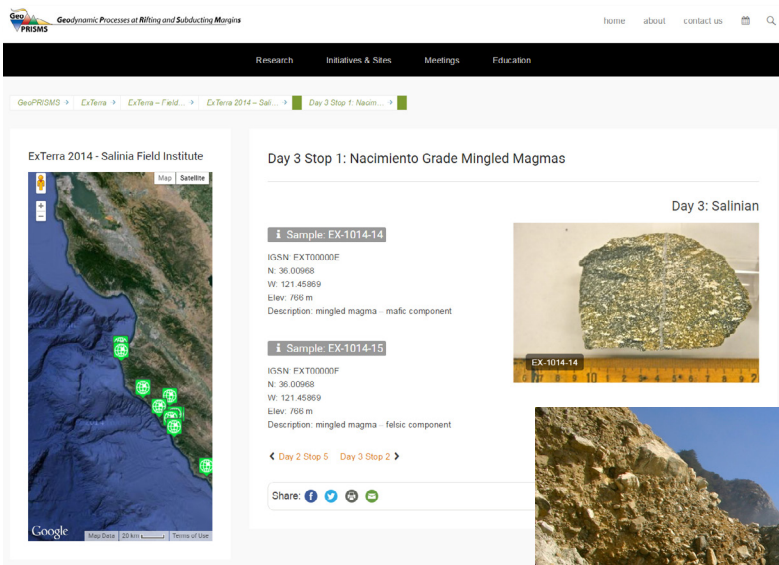 Geo
PRISMS
Geodynamic Processes at Rifting and Subducting Margins
home about contact us
Research Initiatives & Sites Meetings Education
GeoPRISMS ExTerra ExTerra – Field... ExTerra 2014 – Sali... Day 3 Stop 1: Nacim...
ExTerra 2014 - Salinia Field Institute
Map Satellite
+
−
Google
Map Data 20 km Terms of Use
Day 3 Stop 1: Nacimiento Grade Mingled Magmas
Day 3: Salinian
Sample: EX-1014-14
IGSN: EXT00000E
N: 36.00968
W: 121.45869
Elev: 766 m
Description: mingled magma – mafic component
Sample: EX-1014-15
IGSN: EXT00000F
N: 36.00968
W: 121.45869
Elev: 766 m
Description: mingled magma – felsic component
Day 2 Stop 5 Day 3 Stop 2
Share:
EX-1014-14